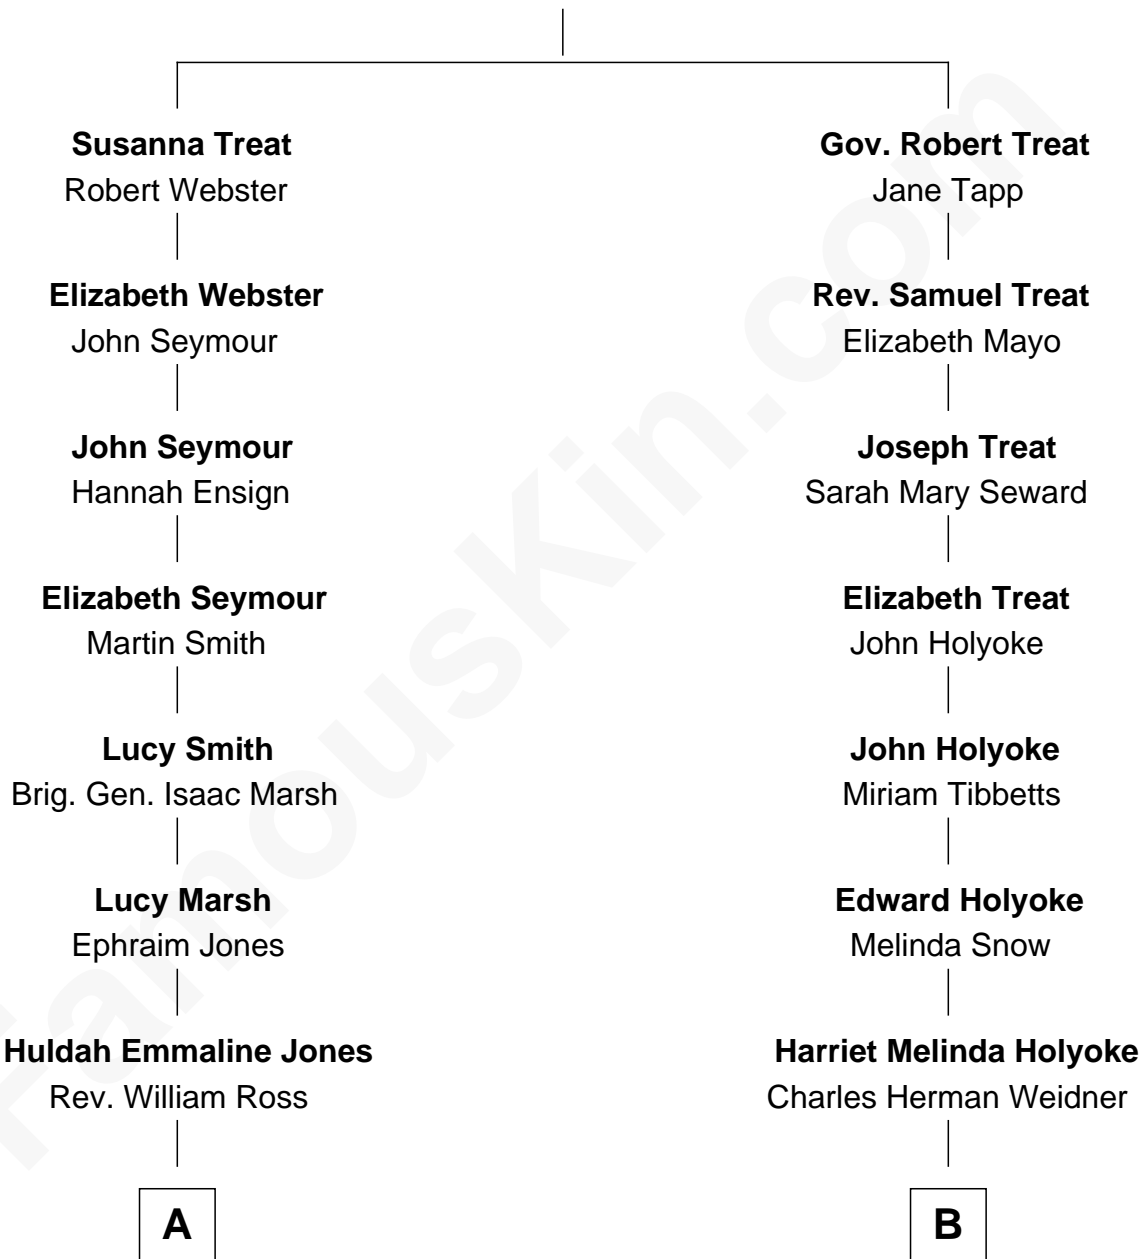 Susanna Treat
Robert Webster
Elizabeth Webster
John Seymour
John Seymour
Hannah Ensign
Elizabeth Seymour
Martin Smith
Lucy Smith
Brig. Gen. Isaac Marsh
Lucy Marsh
Ephraim Jones
Huldah Emmaline Jones
Rev. William Ross
A
Gov. Robert Treat
Jane Tapp
Rev. Samuel Treat
Elizabeth Mayo
Joseph Treat
Sarah Mary Seward
Elizabeth Treat
John Holyoke
John Holyoke
Miriam Tibbetts
Edward Holyoke
Melinda Snow
Harriet Melinda Holyoke
Charles Herman Weidner
B
FamousKin.com